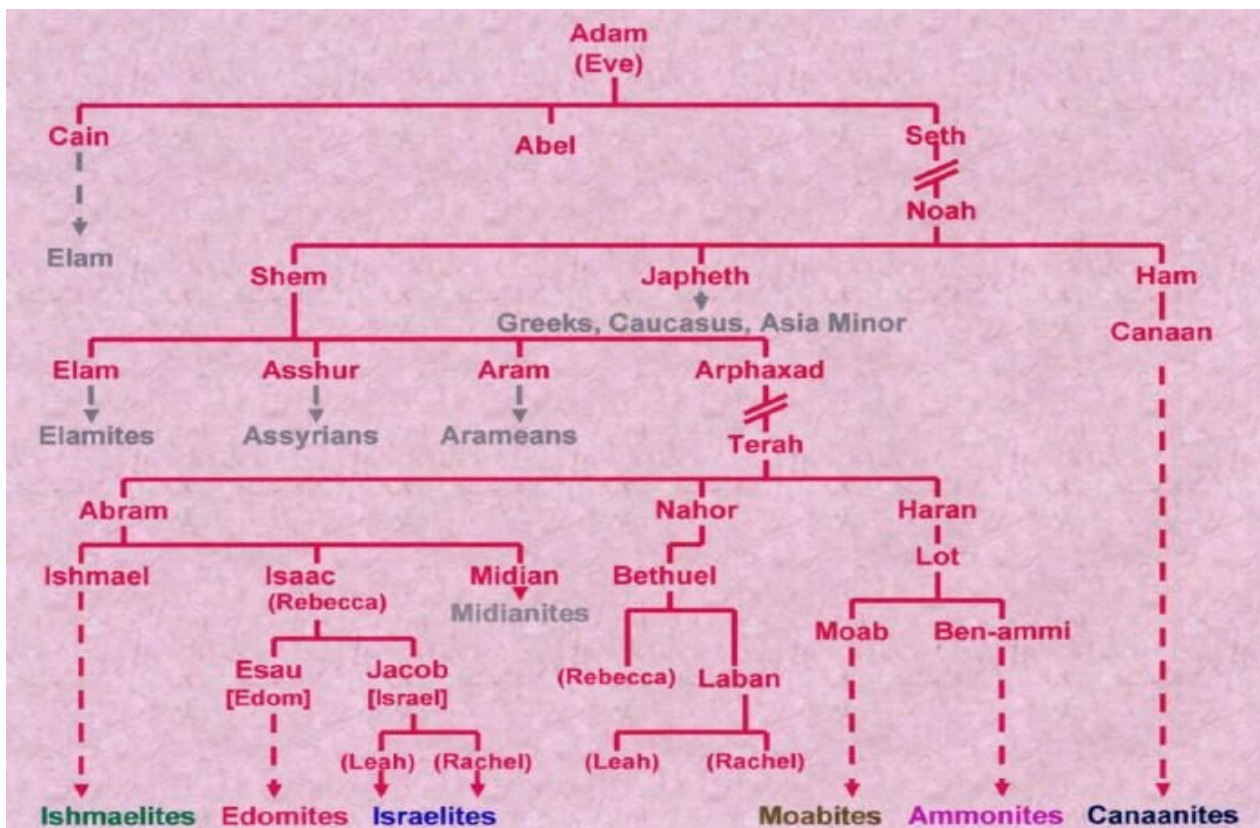 Adam
(Eve)
Cain Abel Seth
Noah
Elam
Shem Japheth Ham
Greeks, Caucasus, Asia Minor
Canaan
Elam Asshur Aram Arphaxad
Elamites Assyrians Arameans
Terah
Abram Nahor Haran
Lot
Ishmael Isaac Midian Bethuel
(Rebecca)
Midianites
Moab Ben-ammi
Esau Jacob
(Rebecca) Laban
[Edom] [Israel]
(Leah) (Rachel) (Leah) (Rachel)
Ishmaelites Edomites Israelites Moabites Ammonites Canaanites